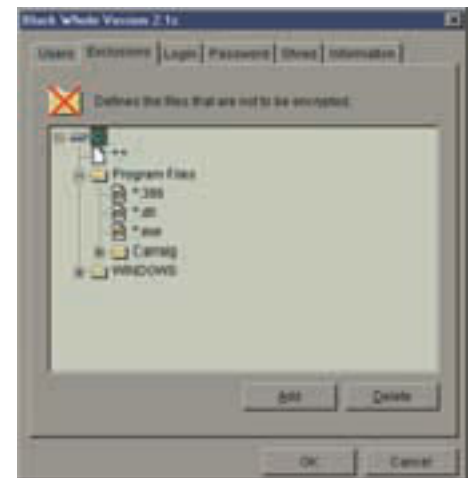 Black Whole Version 2.1c
Users Exclusions Login Password Shred Information
Defines the files that are not to be encrypted.
*.*
Program Files
*.386
*.dll
*.exe
WINDOWS
Add Delete
OK Cancel